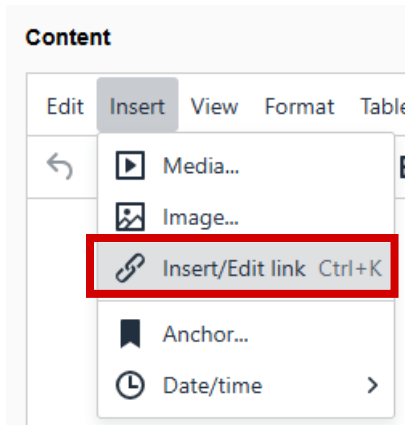 Content
Edit Insert View Format Table
Media...
Image...
Insert/Edit link Ctrl+K
Anchor...
Date/time